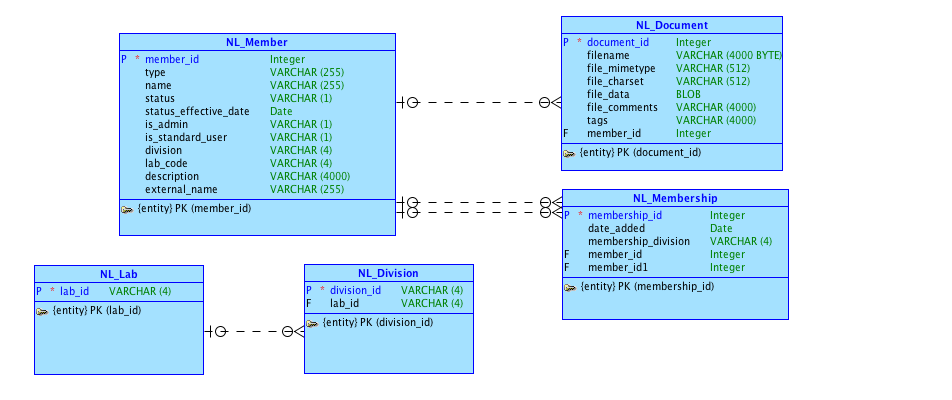 NL_Member
P * member_id Integer
type VARCHAR (255)
name VARCHAR (255)
status VARCHAR (1)
status_effective_date Date
is_admin VARCHAR (1)
is_standard_user VARCHAR (1)
division VARCHAR (4)
lab_code VARCHAR (4)
description VARCHAR (4000)
external_name VARCHAR (255)
{entity} PK (member_id)
NL_Document
P * document_id Integer
filename VARCHAR (4000 BYTE)
file_mimetype VARCHAR (512)
file_charset VARCHAR (512)
file_data BLOB
file_comments VARCHAR (4000)
tags VARCHAR (4000)
F member_id Integer
{entity} PK (document_id)
NL_Membership
P * membership_id Integer
date_added Date
membership_division VARCHAR (4)
F member_id Integer
F member_id1 Integer
{entity} PK (membership_id)
NL_Lab
P * lab_id VARCHAR (4)
{entity} PK (lab_id)
NL_Division
P * division_id VARCHAR (4)
F lab_id VARCHAR (4)
{entity} PK (division_id)